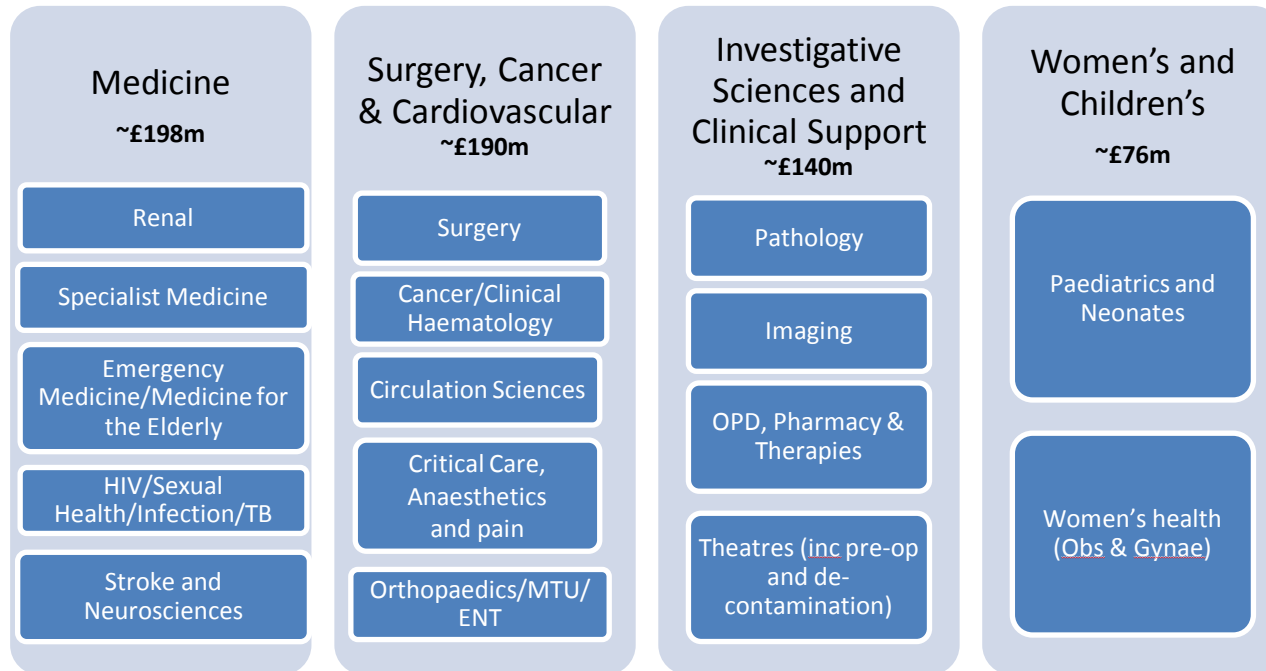 Medicine
~£198m
Renal
Specialist Medicine
Emergency
Medicine/Medicine for
the Elderly
HIV/Sexual
Health/Infection/TB
Stroke and
Neurosciences
Surgery, Cancer
& Cardiovascular
~£190m
Surgery
Cancer/Clinical
Haematology
Circulation Sciences
Critical Care,
Anaesthetics
and pain
Orthopaedics/MTU/
ENT
Investigative
Sciences and
Clinical Support
~£140m
Pathology
Imaging
OPD, Pharmacy &
Therapies
Theatres (inc pre-op
and de-
contamination)
Women's and
Children's
~£76m
Paediatrics and
Neonates
Women's health
(Obs & Gynae)